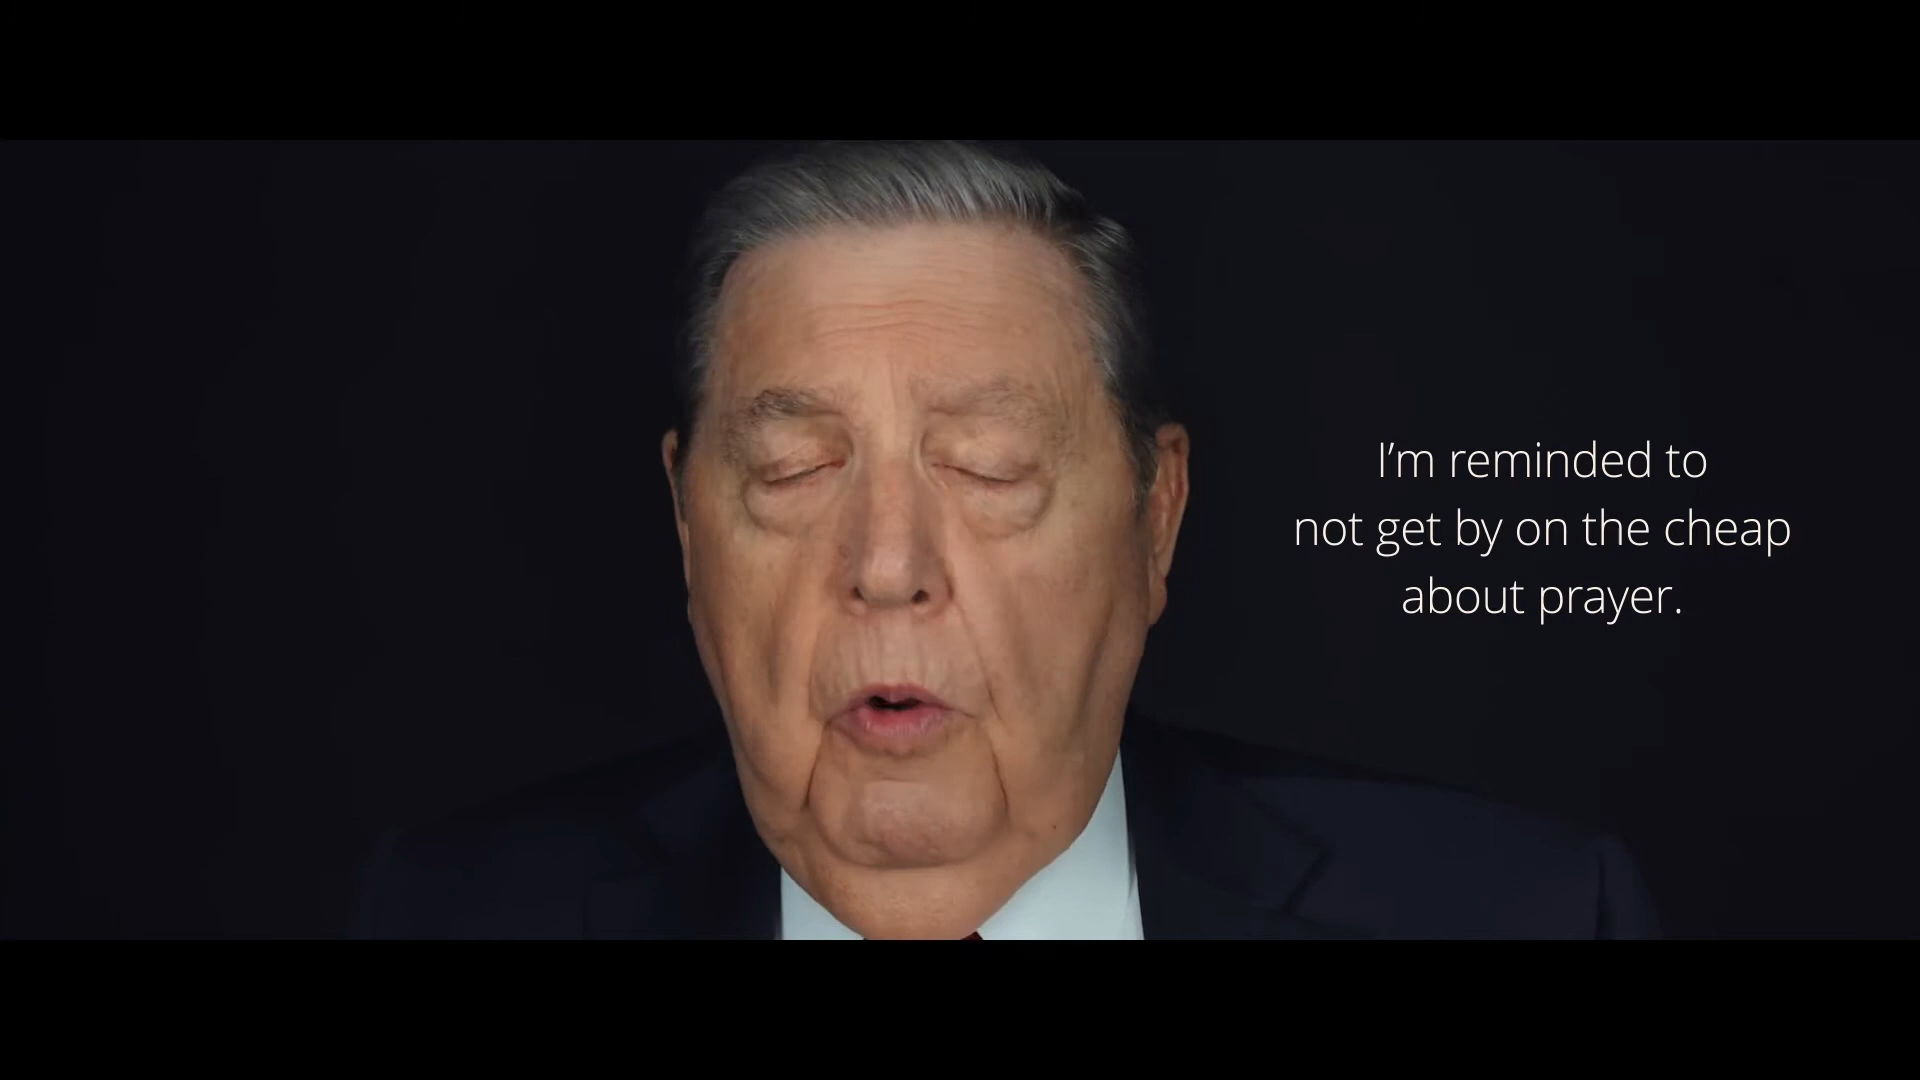 I’m reminded to
not get by on the cheap
about prayer.